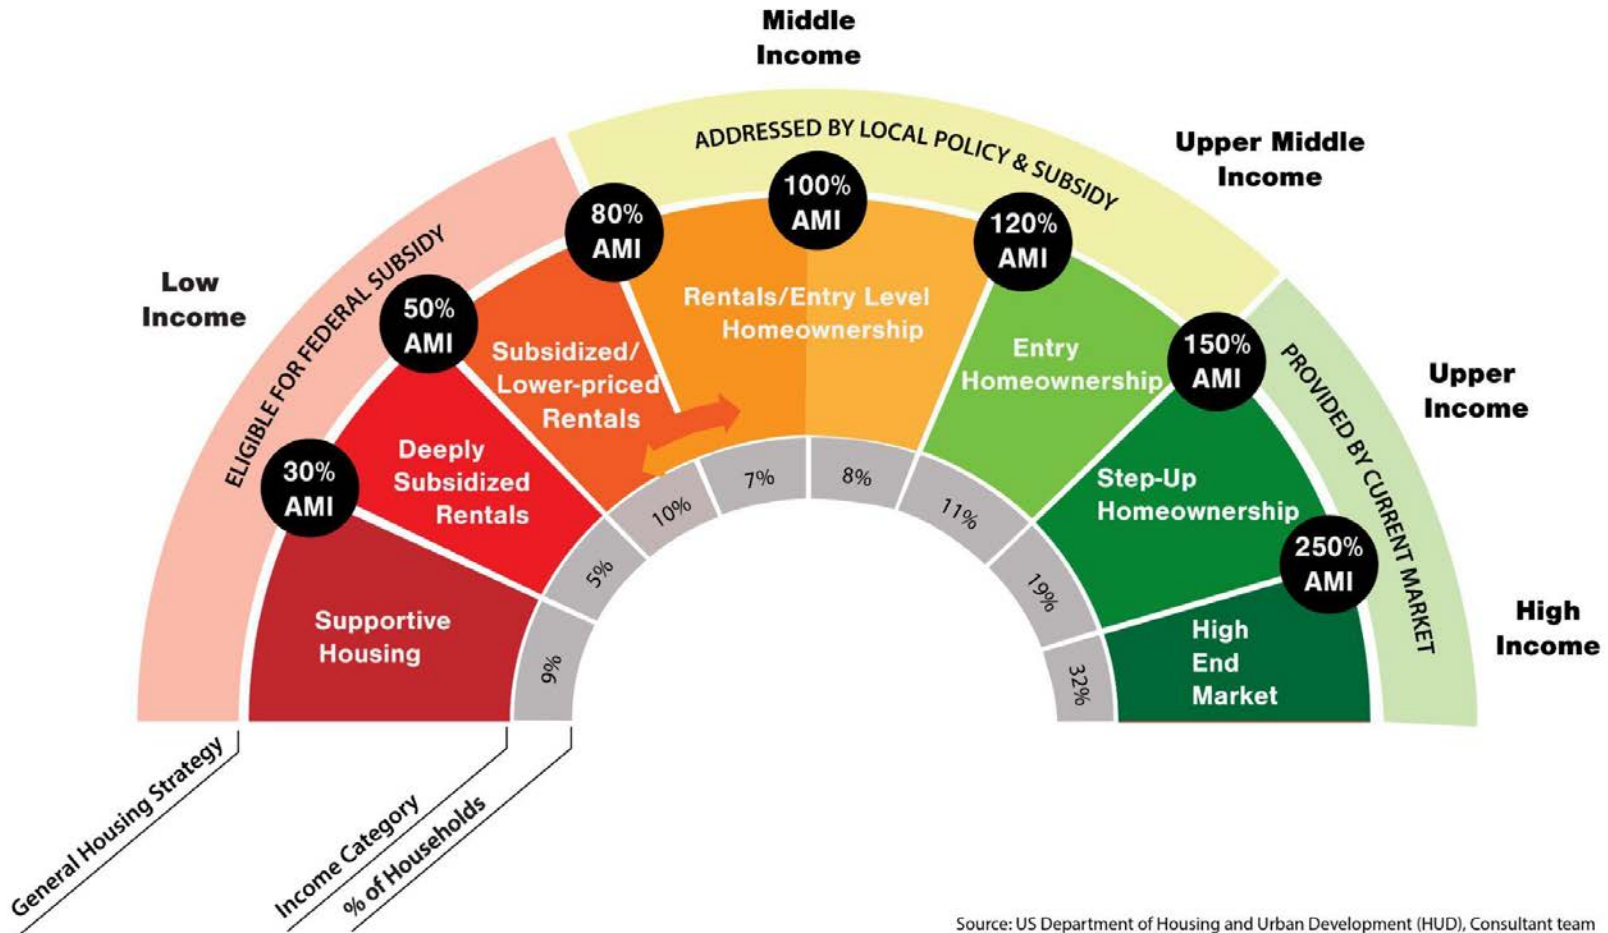 Middle
Income
ADDRESSED BY LOCAL POLICY & SUBSIDY
Upper Middle
Income
100%
AMI
80%
AMI
120%
AMI
Low
Income
ELIGIBLE FOR FEDERAL SUBSIDY
50%
AMI
Rentals/Entry Level
Homeownership
150%
AMI
Subsidized/
Lower-priced
Rentals
Entry
Homeownership
PROVIDED BY CURRENT MARKET
Upper
Income
30%
AMI
Deeply
Subsidized
Rentals
Step-Up
Homeownership
250%
AMI
Supportive
Housing
High
End
Market
High
Income
9%
5%
10%
7%
8%
11%
19%
32%
General Housing Strategy
Income Category
% of Households
Source: US Department of Housing and Urban Development (HUD), Consultant team